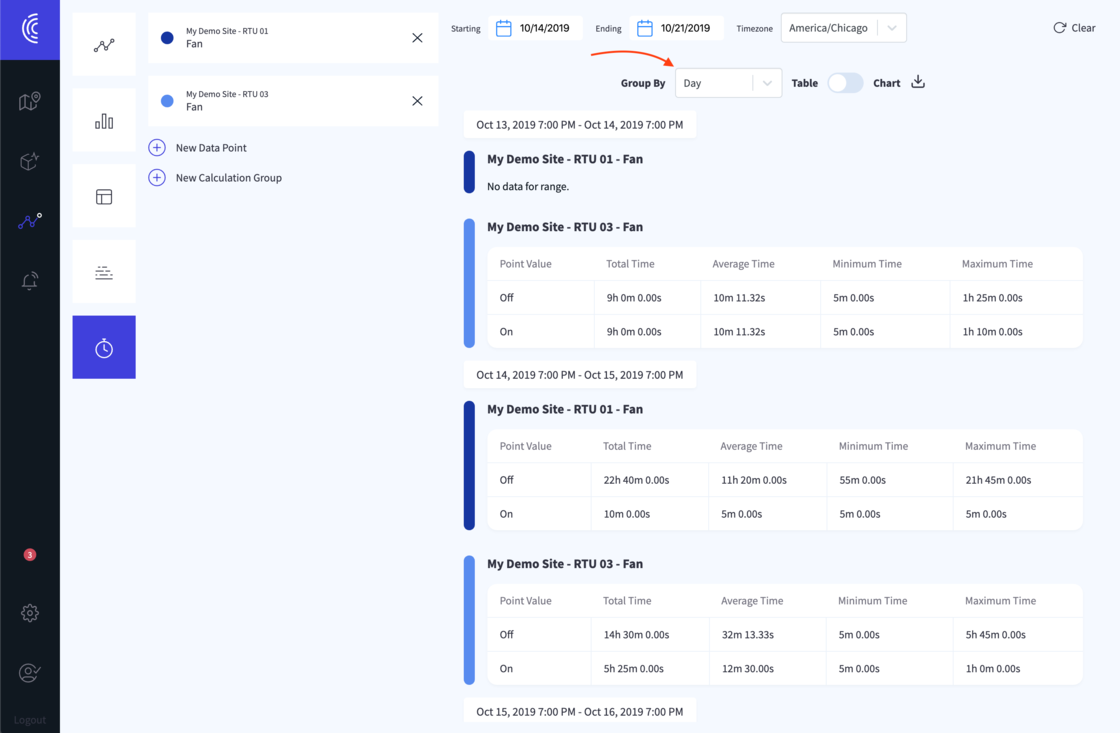 My Demo Site - RTU 01
Fan
My Demo Site - RTU 03
Fan
New Data Point
New Calculation Group
3
Logout
Starting 10/14/2019 Ending 10/21/2019 Timezone America/Chicago Clear
Group By Day Table Chart
Oct 13, 2019 7:00 PM - Oct 14, 2019 7:00 PM
My Demo Site - RTU 01 - Fan
No data for range.
My Demo Site - RTU 03 - Fan
Point Value Total Time Average Time Minimum Time Maximum Time
Off 9h 0m 0.00s 10m 11.32s 5m 0.00s 1h 25m 0.00s
On 9h 0m 0.00s 10m 11.32s 5m 0.00s 1h 10m 0.00s
Oct 14, 2019 7:00 PM - Oct 15, 2019 7:00 PM
My Demo Site - RTU 01 - Fan
Point Value Total Time Average Time Minimum Time Maximum Time
Off 22h 40m 0.00s 11h 20m 0.00s 55m 0.00s 21h 45m 0.00s
On 10m 0.00s 5m 0.00s 5m 0.00s 5m 0.00s
My Demo Site - RTU 03 - Fan
Point Value Total Time Average Time Minimum Time Maximum Time
Off 14h 30m 0.00s 32m 13.33s 5m 0.00s 5h 45m 0.00s
On 5h 25m 0.00s 12m 30.00s 5m 0.00s 1h 0m 0.00s
Oct 15, 2019 7:00 PM - Oct 16, 2019 7:00 PM